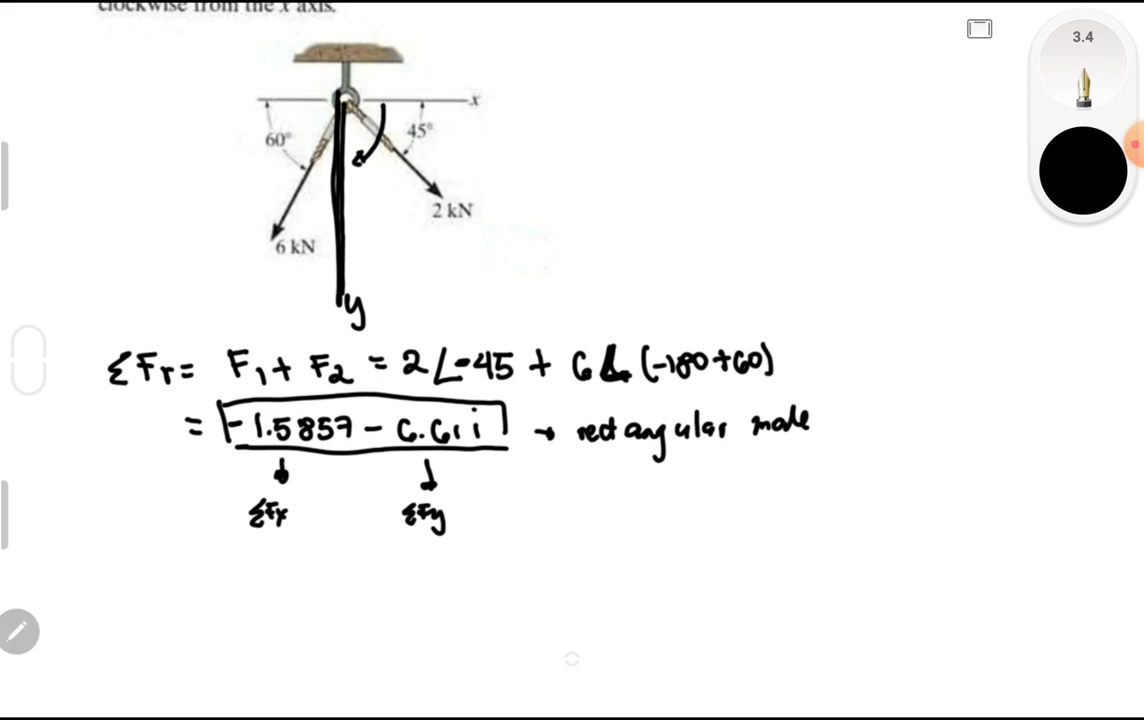 clockwise from the x axis.
x
60°
45°
2 kN
6 kN
y
ΣFr = F1 + F2 = 2∠-45 + 6∠(-180+60)
= -1.5857 - 6.61i → rectangular mode
ΣFx ΣFy
3.4